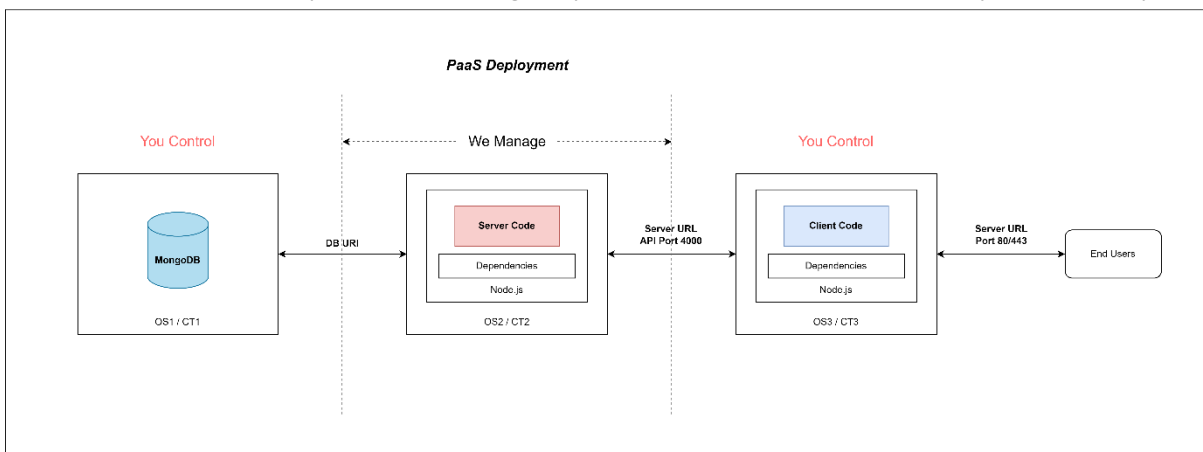 PaaS Deployment
You Control
We Manage
You Control
MongoDB
OS1 / CT1
DB URI
Server Code
Dependencies
Node.js
OS2 / CT2
Server URL
API Port 4000
Client Code
Dependencies
Node.js
OS3 / CT3
Server URL
Port 80/443
End Users